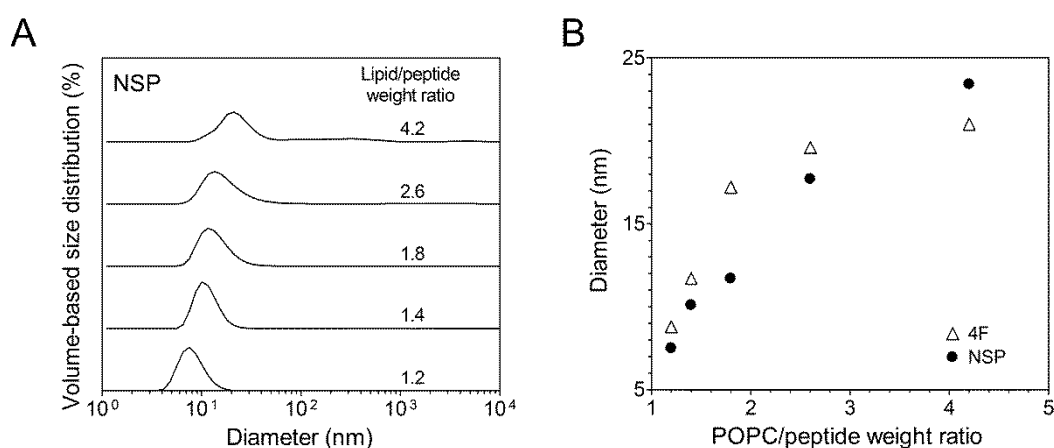 A
NSP
Lipid/peptide
weight ratio
4.2
2.6
1.8
1.4
1.2
Volume-based size distribution (%)
10⁰ 10¹ 10² 10³ 10⁴
Diameter (nm)
B
25
15
5
Diameter (nm)
△ 4F
● NSP
1 2 3 4 5
POPC/peptide weight ratio